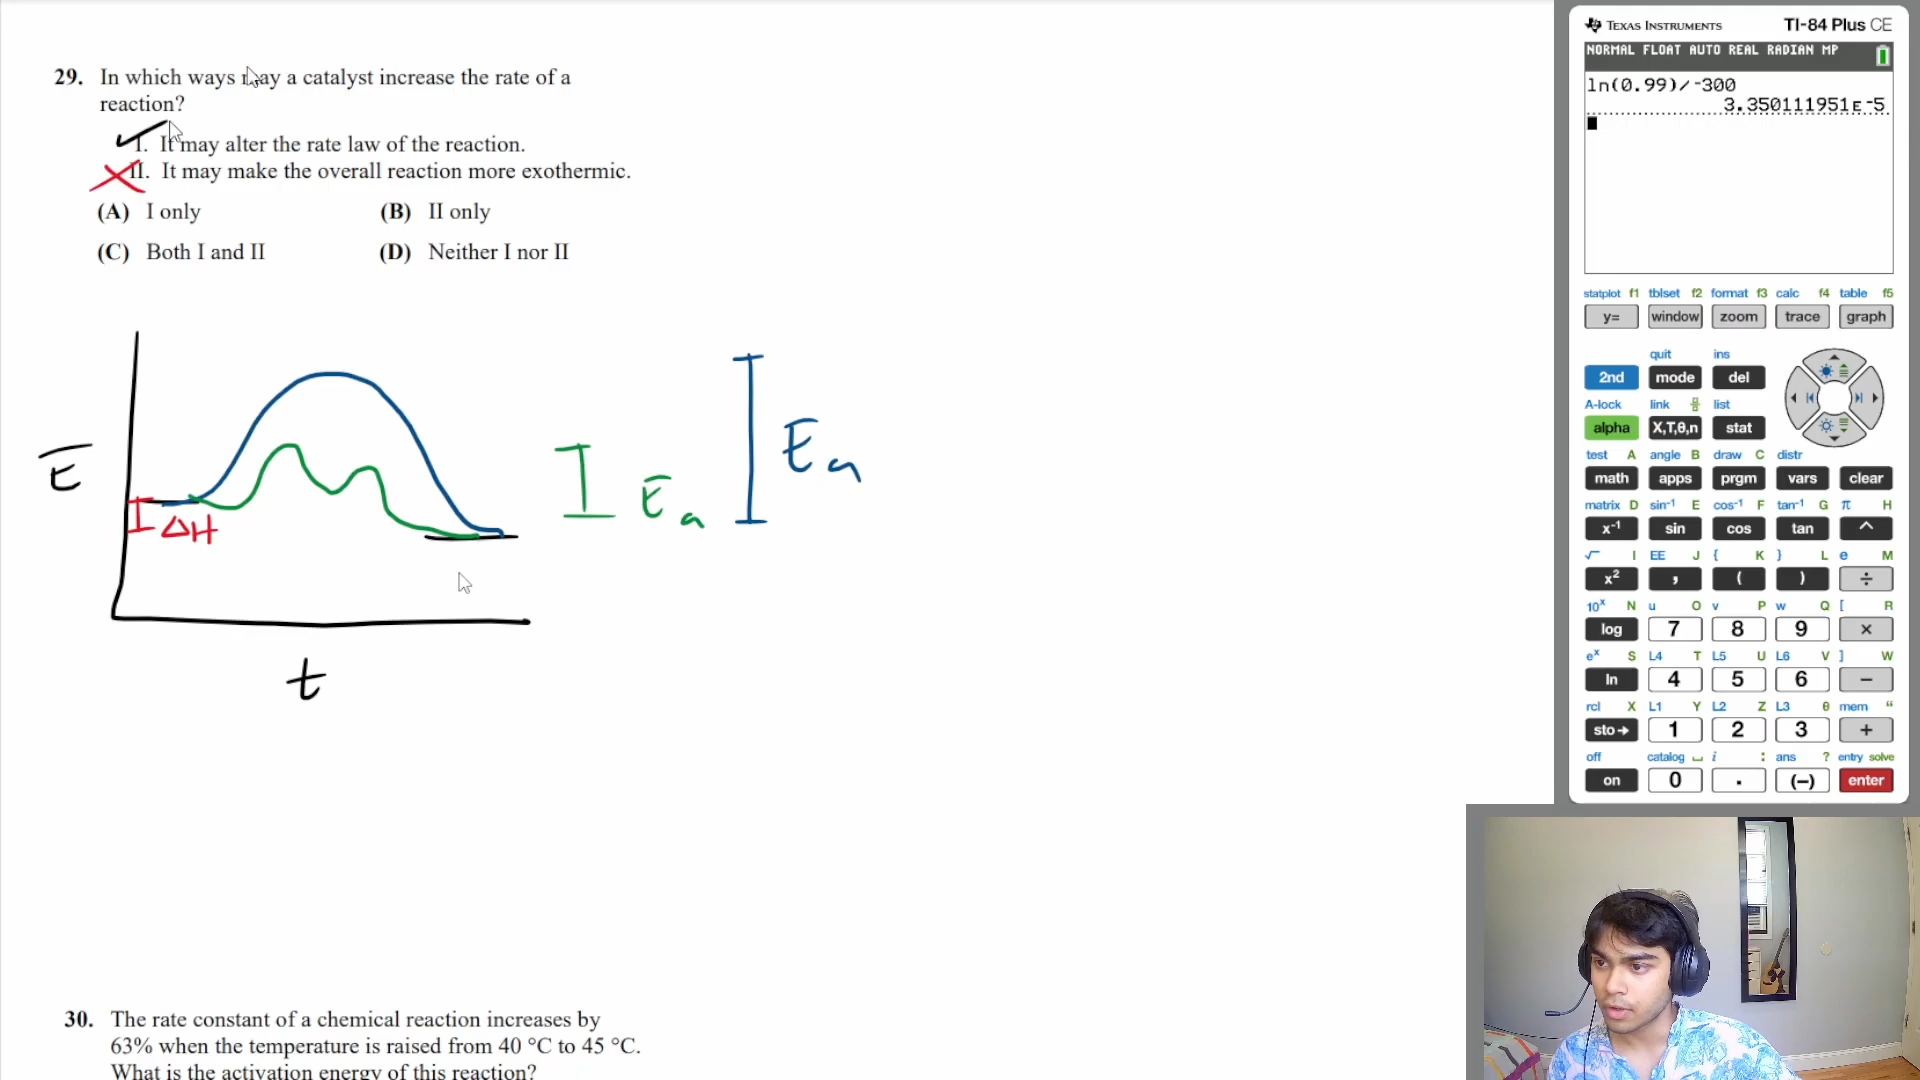 29. In which ways may a catalyst increase the rate of a
reaction?
I. It may alter the rate law of the reaction.
II. It may make the overall reaction more exothermic.
(A) I only (B) II only
(C) Both I and II (D) Neither I nor II
E
ΔH
t
Ea
Ea
30. The rate constant of a chemical reaction increases by
63% when the temperature is raised from 40 °C to 45 °C.
What is the activation energy of this reaction?
TEXAS INSTRUMENTS TI-84 Plus CE
NORMAL FLOAT AUTO REAL RADIAN MP
ln(0.99)/-300
3.350111951E-5
statplot f1 tblset f2 format f3 calc f4 table f5
y= window zoom trace graph
quit ins
2nd mode del
A-lock link list
alpha X,T,θ,n stat
test A angle B draw C distr
math apps prgm vars clear
matrix D sin-1 E cos-1 F tan-1 G π H
x-1 sin cos tan ^
√ I EE J { K } L e M
x2 , ( ) ÷
10x N u O v P w Q [ R
log 7 8 9 ×
ex S L4 T L5 U L6 V ] W
ln 4 5 6 −
rcl X L1 Y L2 Z L3 θ mem "
sto→ 1 2 3 +
off catalog i : ans ? entry solve
on 0 . (−) enter